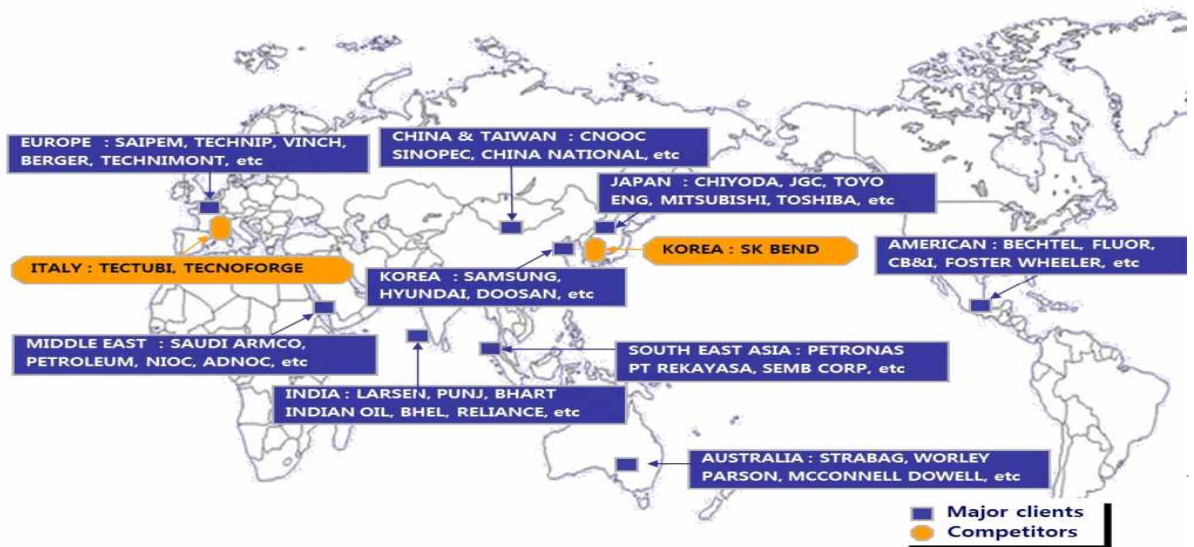 EUROPE : SAIPEM, TECHNIP, VINCH,
BERGER, TECHNIMONT, etc
CHINA & TAIWAN : CNOOC
SINOPEC, CHINA NATIONAL, etc
JAPAN : CHIYODA, JGC, TOYO
ENG, MITSUBISHI, TOSHIBA, etc
ITALY : TECTUBI, TECNOFORGE
KOREA : SK BEND
AMERICAN : BECHTEL, FLUOR,
CB&I, FOSTER WHEELER, etc
KOREA : SAMSUNG,
HYUNDAI, DOOSAN, etc
MIDDLE EAST : SAUDI ARMCO,
PETROLEUM, NIOC, ADNOC, etc
SOUTH EAST ASIA : PETRONAS
PT REKAYASA, SEMB CORP, etc
INDIA : LARSEN, PUNJ, BHART
INDIAN OIL, BHEL, RELIANCE, etc
AUSTRALIA : STRABAG, WORLEY
PARSON, MCCONNELL DOWELL, etc
Major clients
Competitors